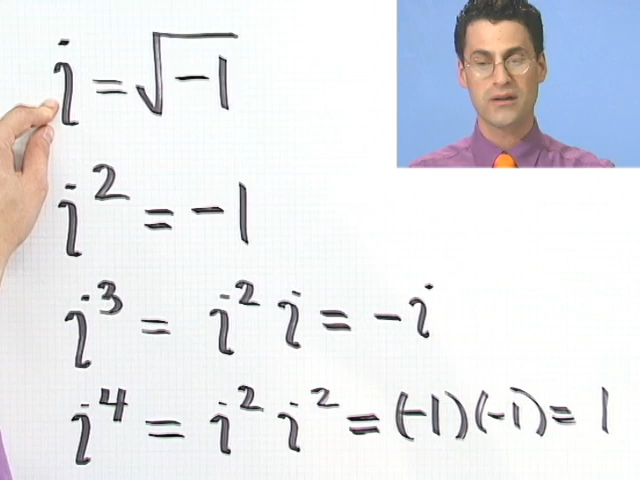 i = √-1
i² = -1
i³ = i² i = -i
i⁴ = i² i² = (-1)(-1) = 1